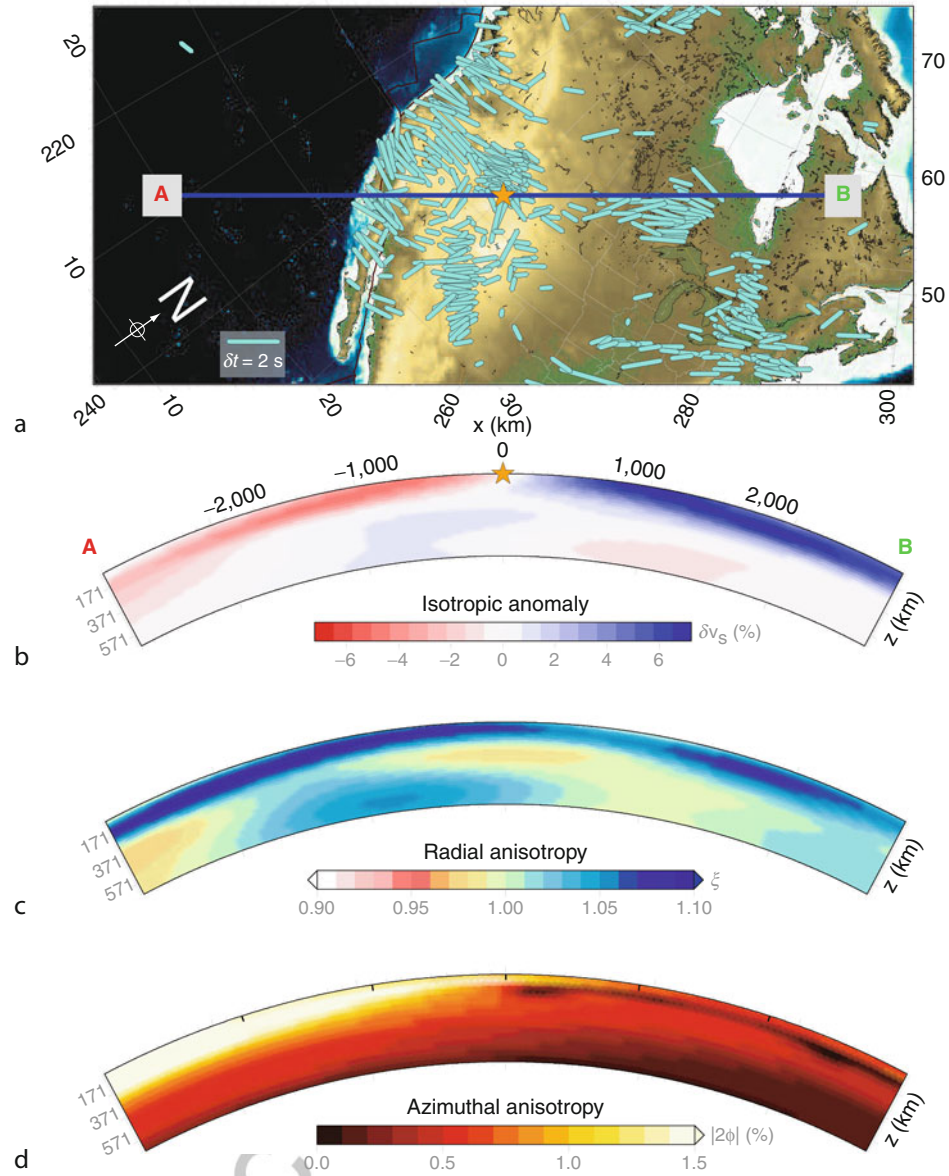 20
220
10
240
10
20
260
30
280
300
70
60
50
A
B
N
δt = 2 s
a
x (km)
−2,000
−1,000
0
1,000
2,000
A
B
171
371
571
z (km)
Isotropic anomaly
δvS (%)
−6
−4
−2
0
2
4
6
b
171
371
571
z (km)
Radial anisotropy
ξ
0.90
0.95
1.00
1.05
1.10
c
171
371
571
z (km)
Azimuthal anisotropy
|2ϕ| (%)
0.0
0.5
1.0
1.5
d